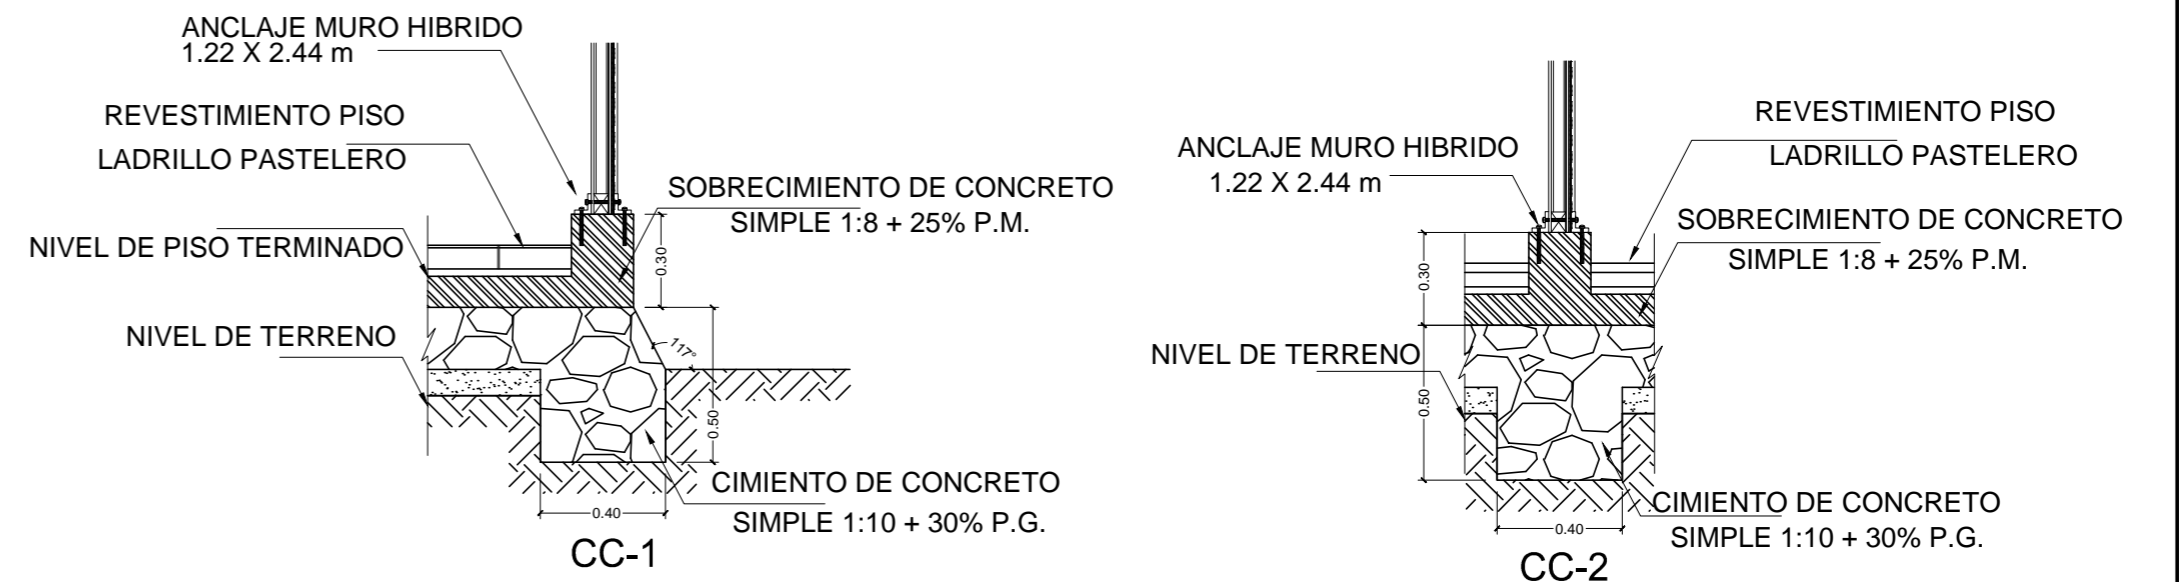 ANCLAJE MURO HIBRIDO
1.22 X 2.44 m
REVESTIMIENTO PISO
LADRILLO PASTELERO
NIVEL DE PISO TERMINADO
NIVEL DE TERRENO
SOBRECIMIENTO DE CONCRETO
SIMPLE 1:8 + 25% P.M.
0.30
117°
0.50
CIMIENTO DE CONCRETO
SIMPLE 1:10 + 30% P.G.
0.40
CC-1
ANCLAJE MURO HIBRIDO
1.22 X 2.44 m
REVESTIMIENTO PISO
LADRILLO PASTELERO
SOBRECIMIENTO DE CONCRETO
SIMPLE 1:8 + 25% P.M.
0.30
NIVEL DE TERRENO
0.50
CIMIENTO DE CONCRETO
SIMPLE 1:10 + 30% P.G.
0.40
CC-2